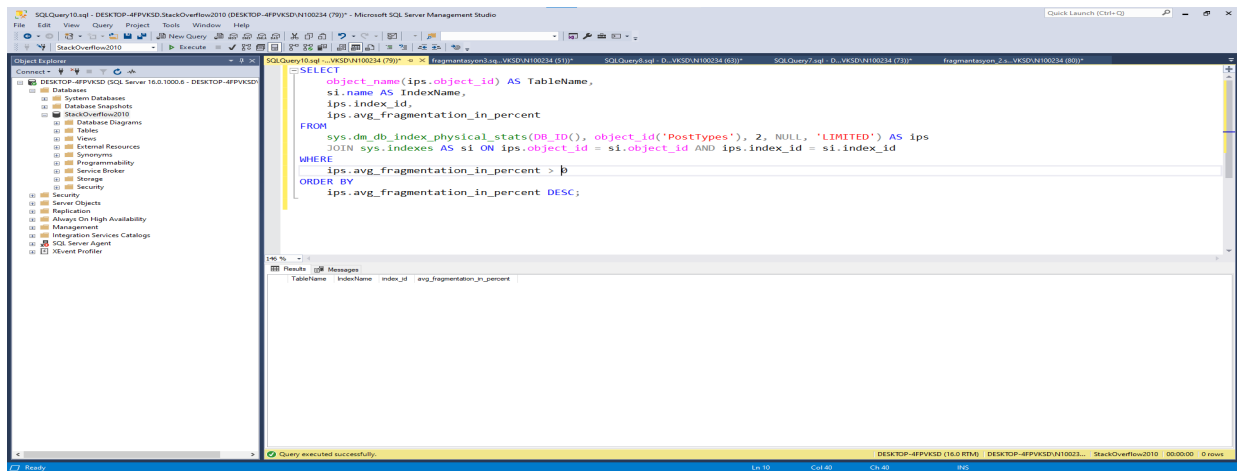 SQLQuery10.sql - DESKTOP-4FPVKSD.StackOverflow2010 (DESKTOP-4FPVKSD\N100234 (79))* - Microsoft SQL Server Management Studio
Quick Launch (Ctrl+Q)
File Edit View Query Project Tools Window Help
New Query
StackOverflow2010
Execute
Object Explorer
SQLQuery10.sql -...VKSD\N100234 (79))*
fragmantasyon3.sq...VKSD\N100234 (51))*
SQLQuery8.sql - D...VKSD\N100234 (63))*
SQLQuery7.sql - D...VKSD\N100234 (73))*
fragmentasyon_2.s...VKSD\N100234 (80))*
Connect
DESKTOP-4FPVKSD (SQL Server 16.0.1000.6 - DESKTOP-4FPVKSD\
Databases
System Databases
Database Snapshots
StackOverflow2010
Database Diagrams
Tables
Views
External Resources
Synonyms
Programmability
Service Broker
Storage
Security
Security
Server Objects
Replication
Always On High Availability
Management
Integration Services Catalogs
SQL Server Agent
XEvent Profiler
SELECT
object_name(ips.object_id) AS TableName,
si.name AS IndexName,
ips.index_id,
ips.avg_fragmentation_in_percent
FROM
sys.dm_db_index_physical_stats(DB_ID(), object_id('PostTypes'), 2, NULL, 'LIMITED') AS ips
JOIN sys.indexes AS si ON ips.object_id = si.object_id AND ips.index_id = si.index_id
WHERE
ips.avg_fragmentation_in_percent > 0
ORDER BY
ips.avg_fragmentation_in_percent DESC;
146 %
Results Messages
TableName IndexName index_id avg_fragmentation_in_percent
Query executed successfully.
DESKTOP-4FPVKSD (16.0 RTM) DESKTOP-4FPVKSD\N10023... StackOverflow2010 00:00:00 0 rows
Ready
Ln 10 Col 40 Ch 40 INS